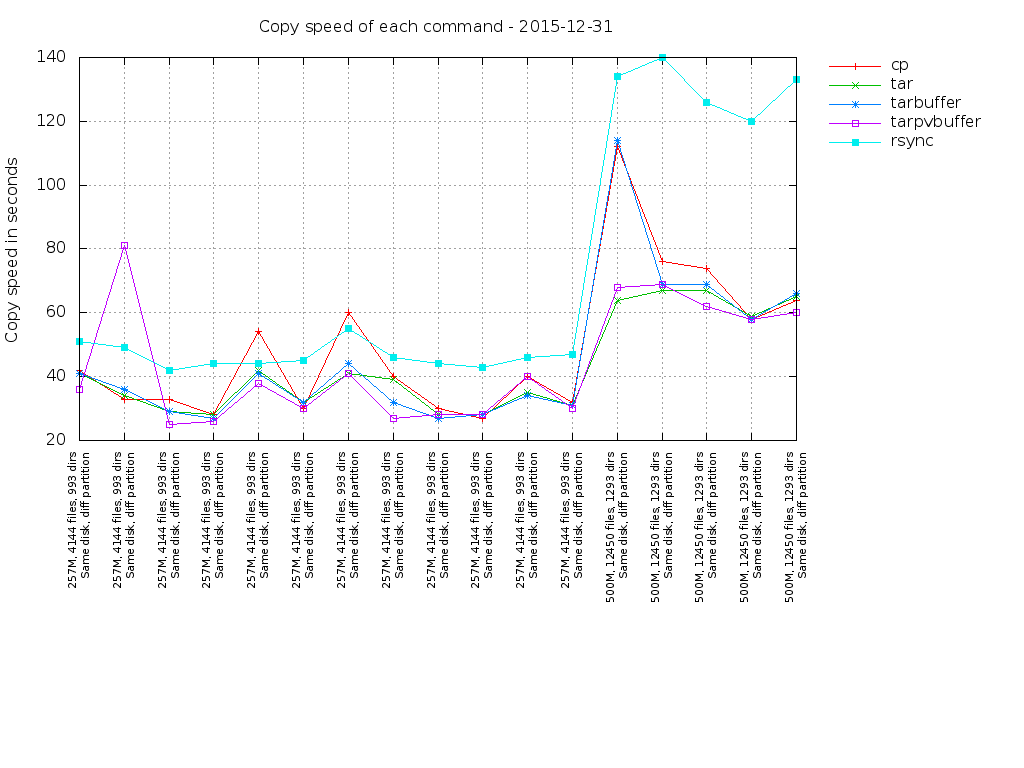 Copy speed of each command - 2015-12-31
140
120
100
80
60
40
20
Copy speed in seconds
cp
tar
tarbuffer
tarpvbuffer
rsync
257M, 4144 files, 993 dirs
Same disk, diff partition
257M, 4144 files, 993 dirs
Same disk, diff partition
257M, 4144 files, 993 dirs
Same disk, diff partition
257M, 4144 files, 993 dirs
Same disk, diff partition
257M, 4144 files, 993 dirs
Same disk, diff partition
257M, 4144 files, 993 dirs
Same disk, diff partition
257M, 4144 files, 993 dirs
Same disk, diff partition
257M, 4144 files, 993 dirs
Same disk, diff partition
257M, 4144 files, 993 dirs
Same disk, diff partition
257M, 4144 files, 993 dirs
Same disk, diff partition
257M, 4144 files, 993 dirs
Same disk, diff partition
257M, 4144 files, 993 dirs
Same disk, diff partition
500M, 12450 files, 1293 dirs
Same disk, diff partition
500M, 12450 files, 1293 dirs
Same disk, diff partition
500M, 12450 files, 1293 dirs
Same disk, diff partition
500M, 12450 files, 1293 dirs
Same disk, diff partition
500M, 12450 files, 1293 dirs
Same disk, diff partition